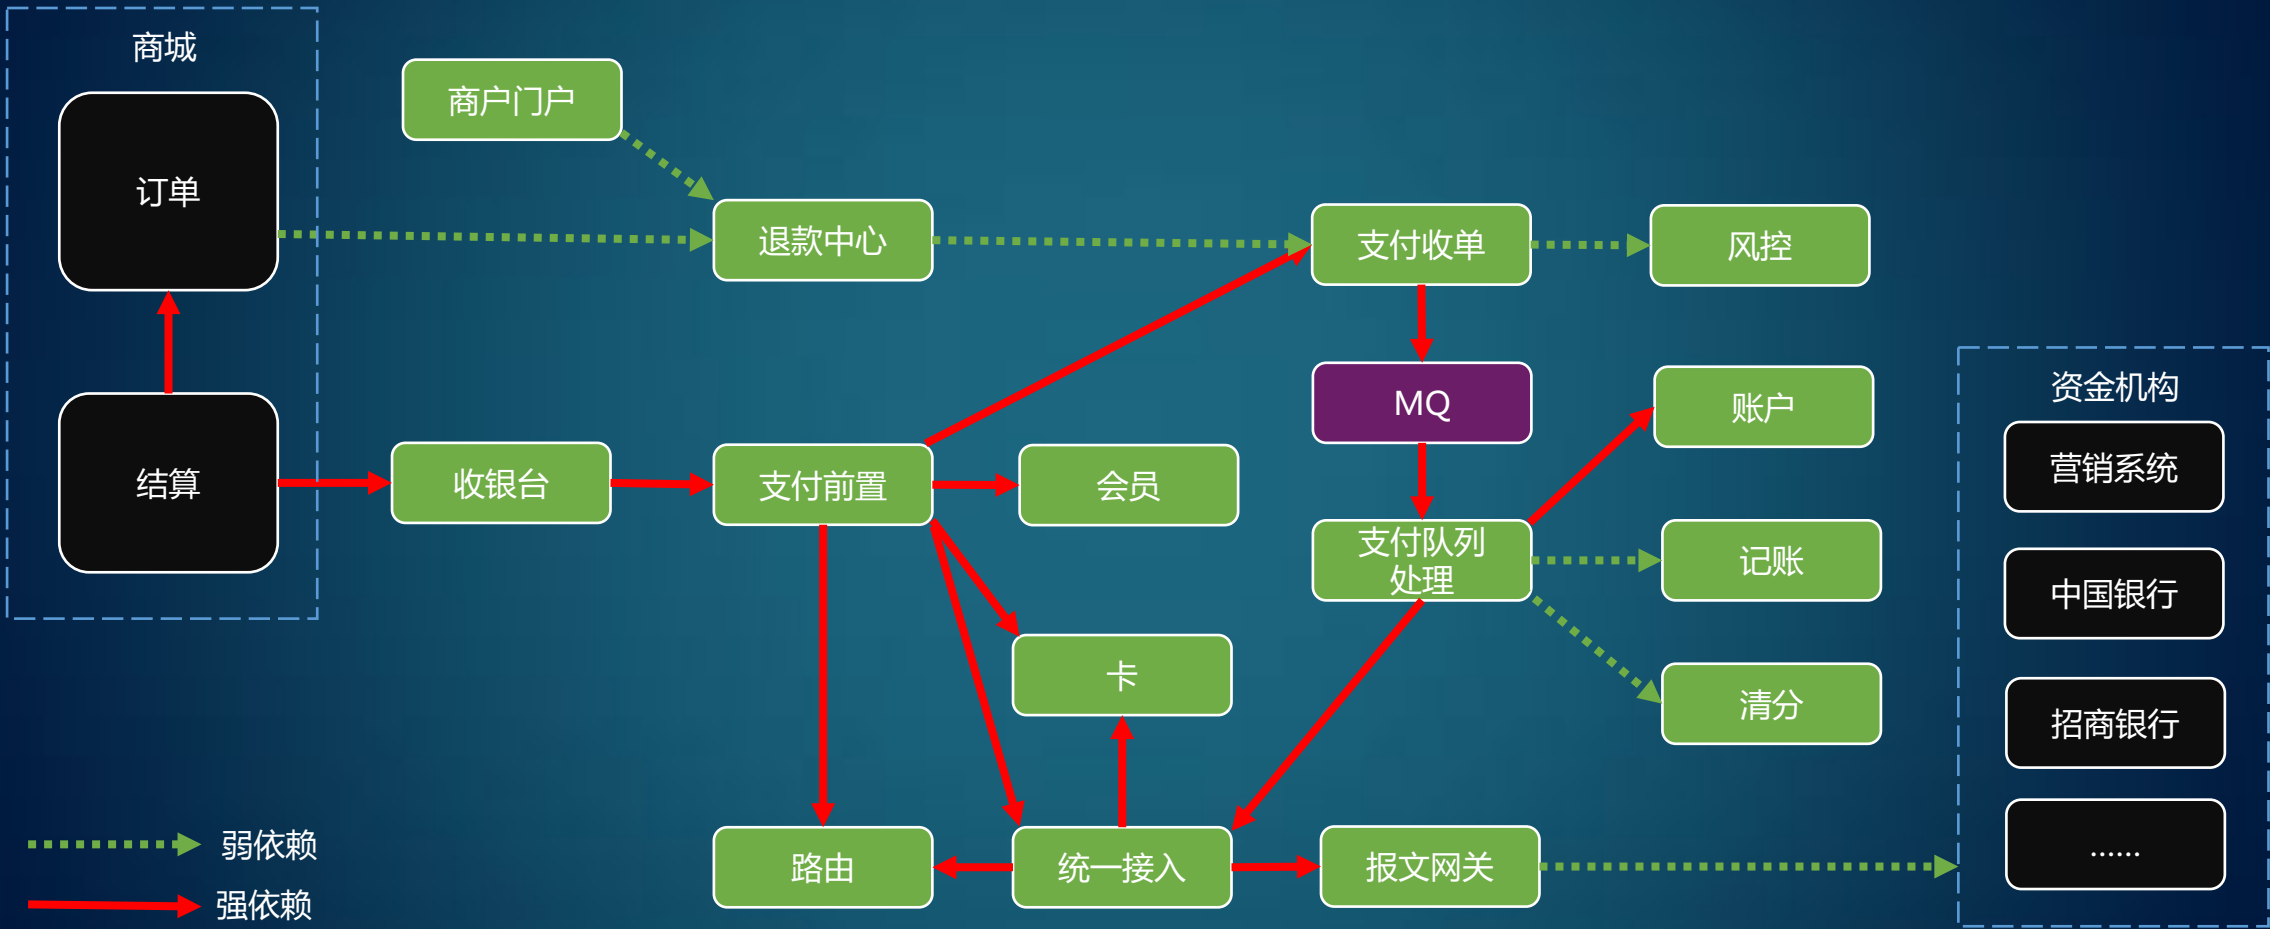 商城
商户门户
订单
退款中心
支付收单
风控
MQ
资金机构
账户
结算
收银台
支付前置
会员
营销系统
支付队列
处理
记账
中国银行
卡
清分
招商银行
弱依赖
路由
统一接入
报文网关
......
强依赖